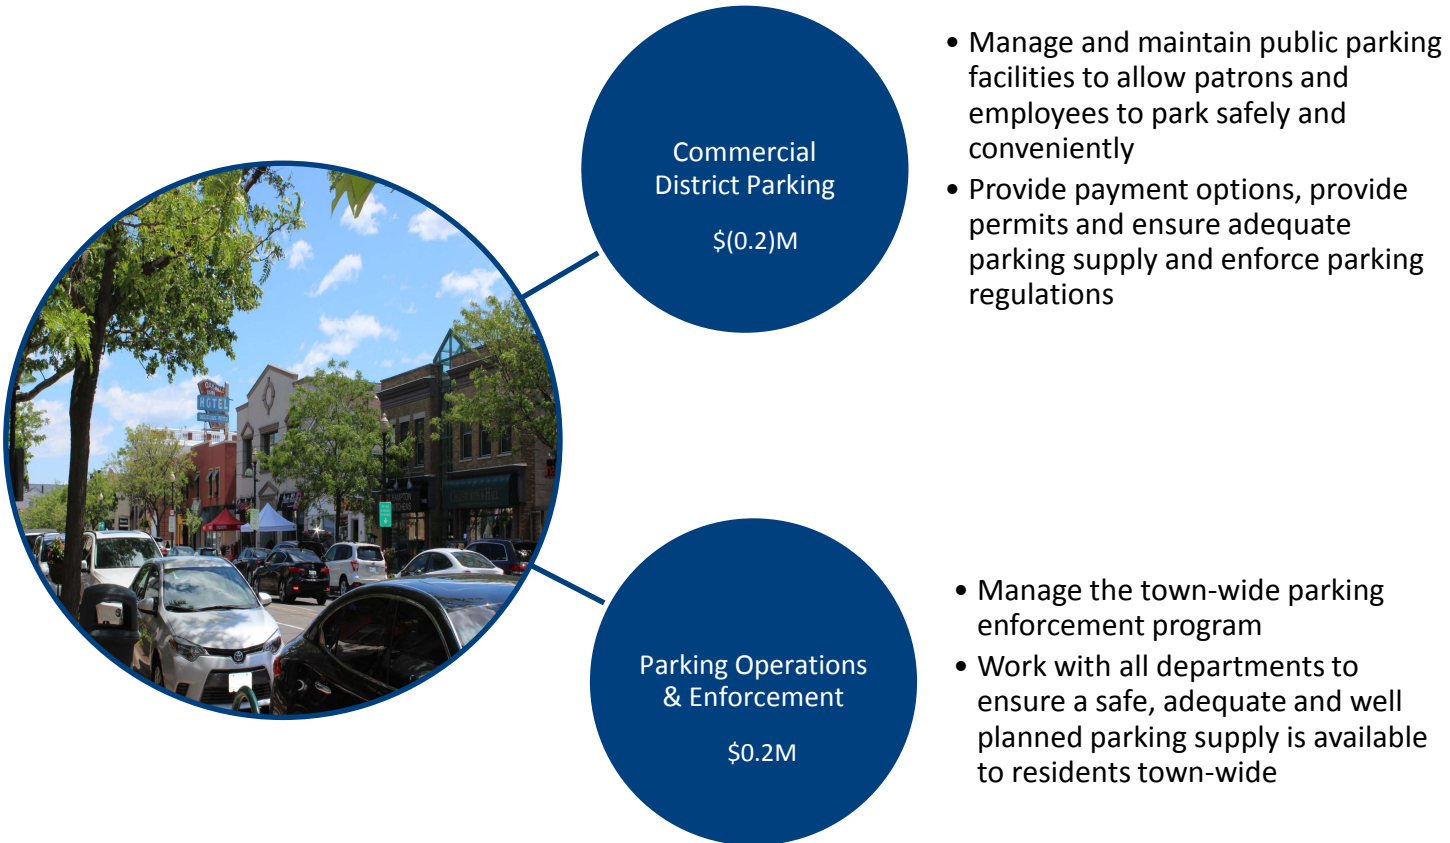 Commercial
District Parking
$(0.2)M
• Manage and maintain public parking
facilities to allow patrons and
employees to park safely and
conveniently
• Provide payment options, provide
permits and ensure adequate
parking supply and enforce parking
regulations
HOTEL
Parking Operations
& Enforcement
$0.2M
• Manage the town-wide parking
enforcement program
• Work with all departments to
ensure a safe, adequate and well
planned parking supply is available
to residents town-wide